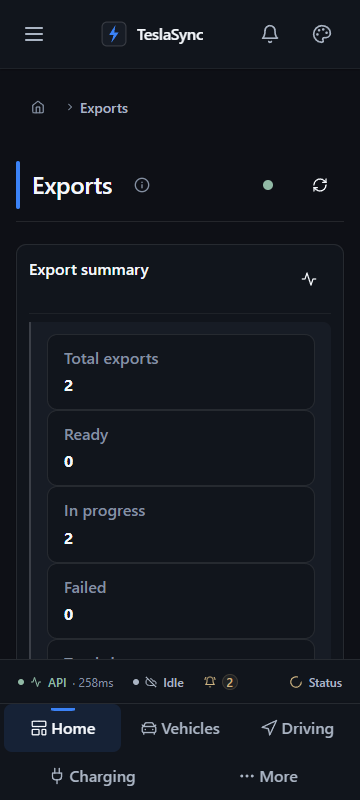 TeslaSync
Exports
Exports
Export summary
Total exports
2
Ready
0
In progress
2
Failed
0
API · 258ms Idle 2 Status
Home Vehicles Driving
Charging More